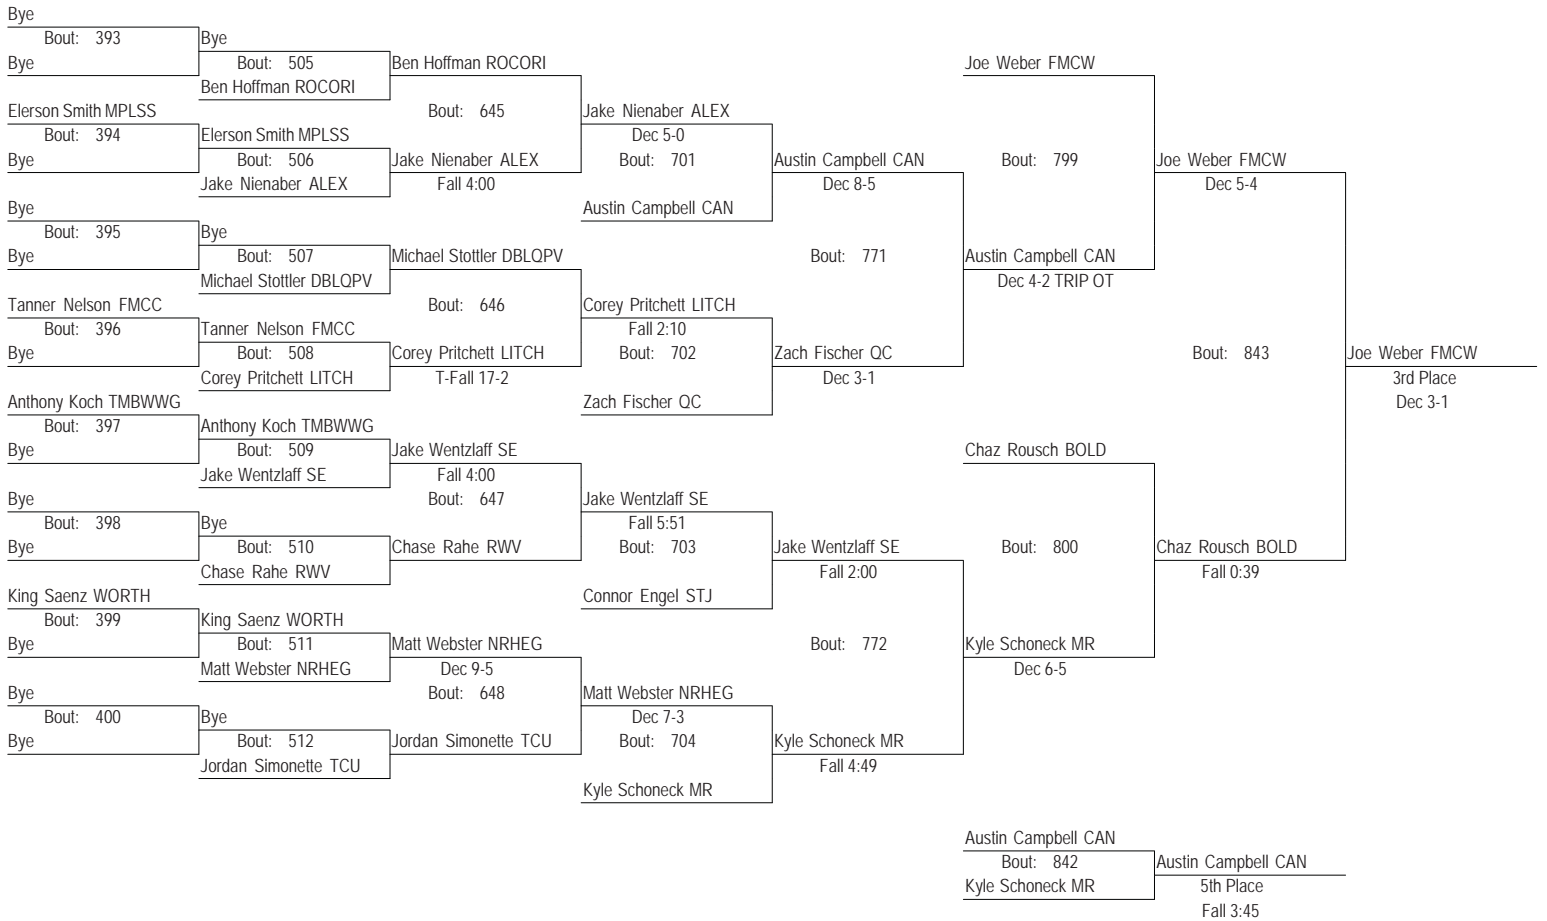 Bye
Bout: 393
Bye
Bye
Bout: 505
Ben Hoffman ROCORI
Ben Hoffman ROCORI
Joe Weber FMCW
Elerson Smith MPLSS
Bout: 645
Jake Nienaber ALEX
Bout: 394
Elerson Smith MPLSS
Dec 5-0
Bye
Bout: 506
Jake Nienaber ALEX
Bout: 701
Austin Campbell CAN
Bout: 799
Joe Weber FMCW
Jake Nienaber ALEX
Fall 4:00
Dec 8-5
Dec 5-4
Bye
Austin Campbell CAN
Bout: 395
Bye
Bye
Bout: 507
Michael Stottler DBLQPV
Bout: 771
Austin Campbell CAN
Michael Stottler DBLQPV
Dec 4-2 TRIP OT
Tanner Nelson FMCC
Bout: 646
Corey Pritchett LITCH
Bout: 396
Tanner Nelson FMCC
Fall 2:10
Bye
Bout: 508
Corey Pritchett LITCH
Bout: 702
Zach Fischer QC
Bout: 843
Joe Weber FMCW
Corey Pritchett LITCH
T-Fall 17-2
Dec 3-1
3rd Place
Anthony Koch TMBWWG
Zach Fischer QC
Dec 3-1
Bout: 397
Anthony Koch TMBWWG
Bye
Bout: 509
Jake Wentzlaff SE
Chaz Rousch BOLD
Jake Wentzlaff SE
Fall 4:00
Bye
Bout: 647
Jake Wentzlaff SE
Bout: 398
Bye
Fall 5:51
Bye
Bout: 510
Chase Rahe RWV
Bout: 703
Jake Wentzlaff SE
Bout: 800
Chaz Rousch BOLD
Chase Rahe RWV
Fall 2:00
Fall 0:39
King Saenz WORTH
Connor Engel STJ
Bout: 399
King Saenz WORTH
Bye
Bout: 511
Matt Webster NRHEG
Bout: 772
Kyle Schoneck MR
Matt Webster NRHEG
Dec 9-5
Dec 6-5
Bye
Bout: 648
Matt Webster NRHEG
Bout: 400
Bye
Dec 7-3
Bye
Bout: 512
Jordan Simonette TCU
Bout: 704
Kyle Schoneck MR
Jordan Simonette TCU
Fall 4:49
Kyle Schoneck MR
Austin Campbell CAN
Bout: 842
Austin Campbell CAN
Kyle Schoneck MR
5th Place
Fall 3:45